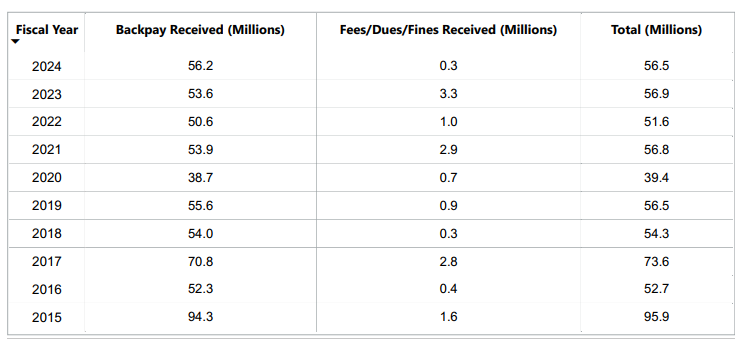 Fiscal Year Backpay Received (Millions) Fees/Dues/Fines Received (Millions) Total (Millions)
2024 56.2 0.3 56.5
2023 53.6 3.3 56.9
2022 50.6 1.0 51.6
2021 53.9 2.9 56.8
2020 38.7 0.7 39.4
2019 55.6 0.9 56.5
2018 54.0 0.3 54.3
2017 70.8 2.8 73.6
2016 52.3 0.4 52.7
2015 94.3 1.6 95.9